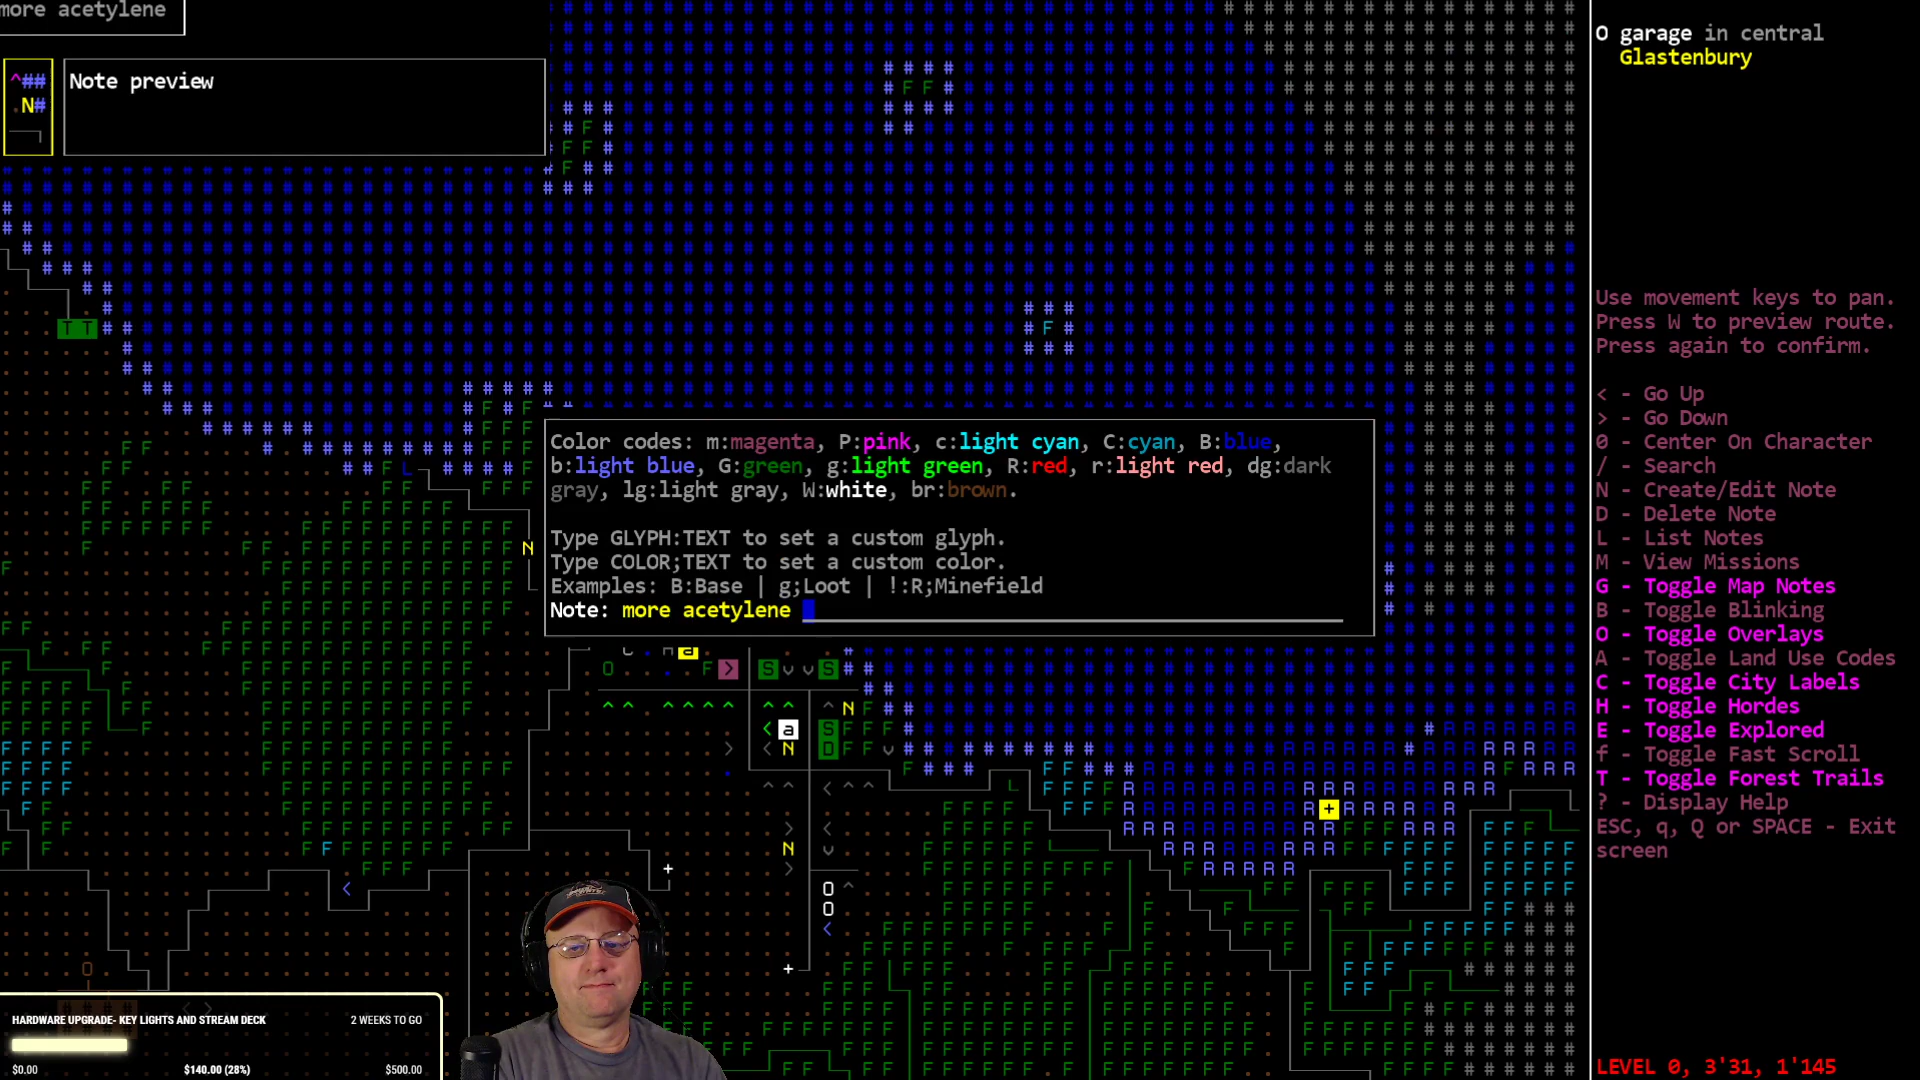 more acetylene
Note preview
O garage in central
Glastenbury
Use movement keys to pan.
Press W to preview route.
Press again to confirm.
< - Go Up
> - Go Down
0 - Center On Character
/ - Search
N - Create/Edit Note
D - Delete Note
L - List Notes
M - View Missions
G - Toggle Map Notes
B - Toggle Blinking
O - Toggle Overlays
A - Toggle Land Use Codes
C - Toggle City Labels
H - Toggle Hordes
E - Toggle Explored
f - Toggle Fast Scroll
T - Toggle Forest Trails
? - Display Help
ESC, q, Q or SPACE - Exit
screen
LEVEL 0, 3'31, 1'145
Color codes: m:magenta, P:pink, c:light cyan, C:cyan, B:blue,
b:light blue, G:green, g:light green, R:red, r:light red, dg:dark
gray, lg:light gray, W:white, br:brown.
Type GLYPH:TEXT to set a custom glyph.
Type COLOR;TEXT to set a custom color.
Examples: B:Base | g;Loot | !:R;Minefield
Note: more acetylene
HARDWARE UPGRADE- KEY LIGHTS AND STREAM DECK
2 WEEKS TO GO
$0.00
$140.00 (28%)
$500.00